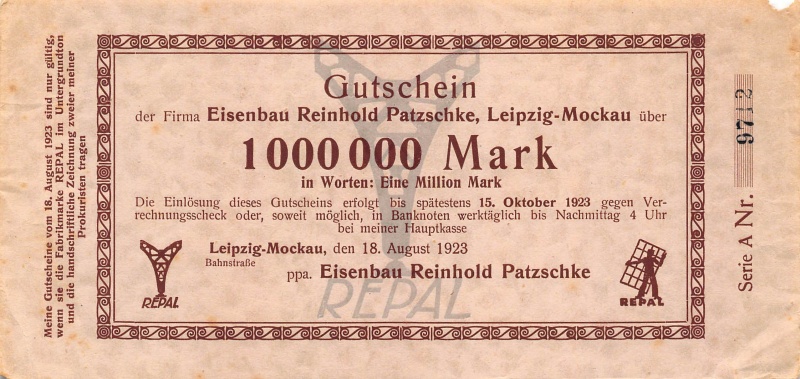 Gutschein
der Firma Eisenbau Reinhold Patzschke, Leipzig-Mockau über
1000000 Mark
in Worten: Eine Million Mark
Die Einlösung dieses Gutscheins erfolgt bis spätestens 15. Oktober 1923 gegen Ver-
rechnungsscheck oder, soweit möglich, in Banknoten werktäglich bis Nachmittag 4 Uhr
bei meiner Hauptkasse
Leipzig-Mockau, den 18. August 1923
Bahnstraße
ppa. Eisenbau Reinhold Patzschke
REPAL
REPAL
REPAL
Meine Gutscheine vom 18. August 1923 sind nur gültig,
wenn sie die Fabrikmarke REPAL im Untergrundton
und die handschriftliche Zeichnung zweier meiner
Prokuristen tragen
Serie A Nr. 9712